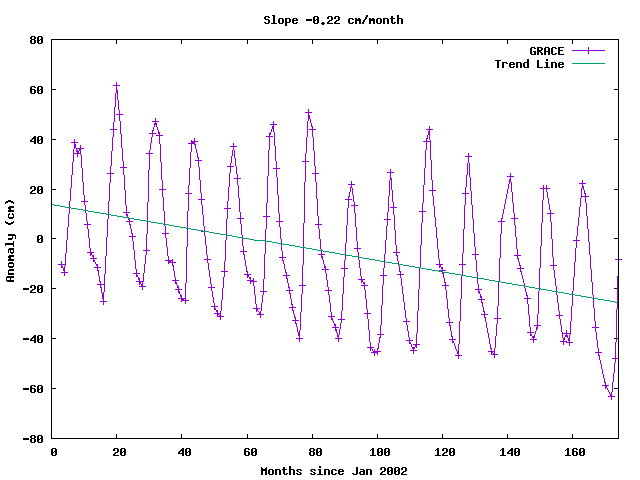 Slope -0.22 cm/month
GRACE
Trend Line
Anomaly (cm)
80
60
40
20
0
-20
-40
-60
-80
0 20 40 60 80 100 120 140 160
Months since Jan 2002